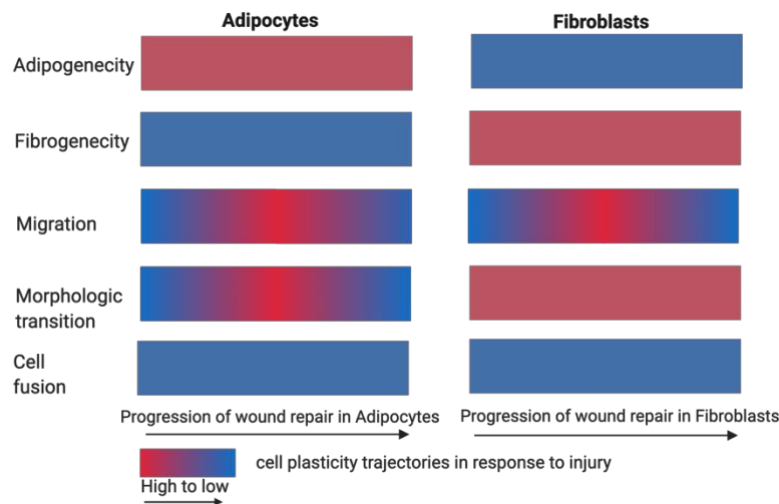 Adipocytes
Fibroblasts
Adipogenecity
Fibrogenecity
Migration
Morphologic
transition
Cell
fusion
Progression of wound repair in Adipocytes
Progression of wound repair in Fibroblasts
cell plasticity trajectories in response to injury
High to low